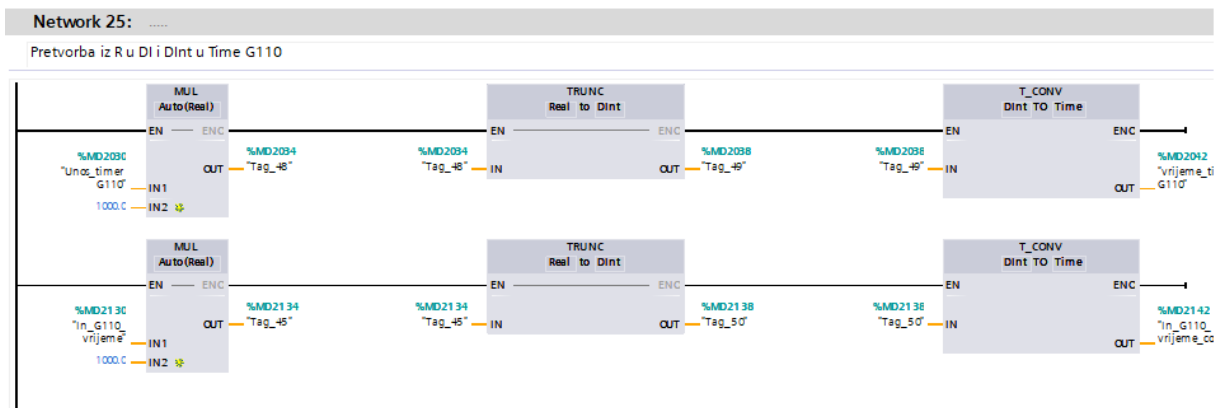 Network 25: .....
Pretvorba iz R u DI i DInt u Time G110
MUL
Auto (Real)
EN ENO
%MD2030
"Unos_timer
G110"
IN1
1000.0 IN2
OUT
%MD2034
"Tag_48"
TRUNC
Real to DInt
EN ENO
%MD2034
"Tag_48" IN
OUT
%MD2038
"Tag_49"
T_CONV
DInt TO Time
EN ENO
%MD2038
"Tag_49" IN
OUT
%MD2042
"vrijeme_ti
G110"
MUL
Auto (Real)
EN ENO
%MD2130
"In_G110_
vrijeme"
IN1
1000.0 IN2
OUT
%MD2134
"Tag_45"
TRUNC
Real to DInt
EN ENO
%MD2134
"Tag_45" IN
OUT
%MD2138
"Tag_50"
T_CONV
DInt TO Time
EN ENO
%MD2138
"Tag_50" IN
OUT
%MD2142
"In_G110_
vrijeme_co